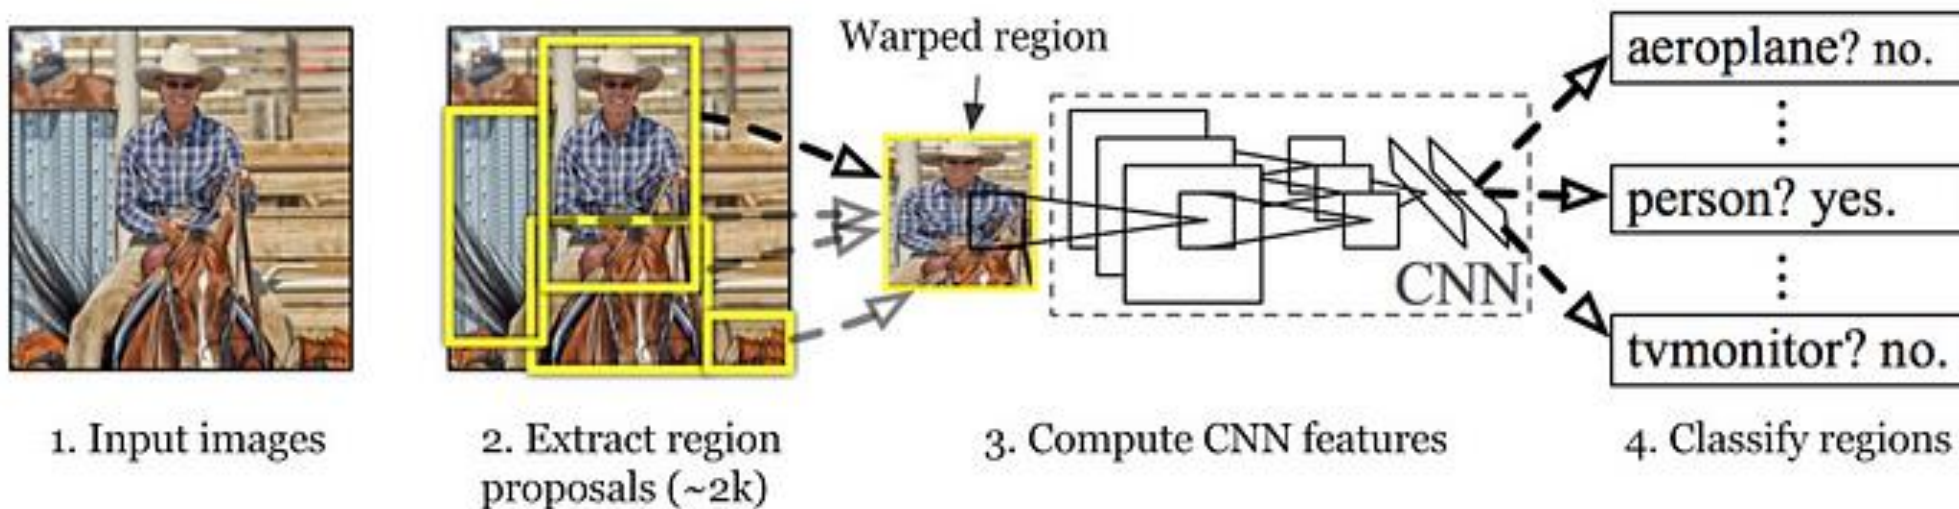 Warped region
aeroplane? no.
person? yes.
CNN
tvmonitor? no.
1. Input images
2. Extract region
proposals (~2k)
3. Compute CNN features
4. Classify regions